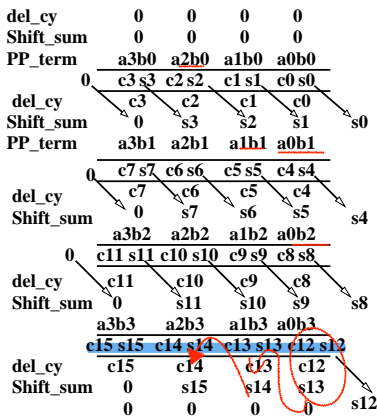 del_cy 0 0 0 0
Shift_sum 0 0 0 0
PP_term a3b0 a2b0 a1b0 a0b0
0 c3 s3 c2 s2 c1 s1 c0 s0
del_cy c3 c2 c1 c0
Shift_sum 0 s3 s2 s1 s0
PP_term a3b1 a2b1 a1b1 a0b1
0 c7 s7 c6 s6 c5 s5 c4 s4
del_cy c7 c6 c5 c4
Shift_sum 0 s7 s6 s5 s4
a3b2 a2b2 a1b2 a0b2
0 c11 s11 c10 s10 c9 s9 c8 s8
del_cy c11 c10 c9 c8
Shift_sum 0 s11 s10 s9 s8
a3b3 a2b3 a1b3 a0b3
c15 s15 c14 s14 c13 s13 c12 s12
del_cy c15 c14 c13 c12
Shift_sum 0 s15 s14 s13 s12
0 0 0 0